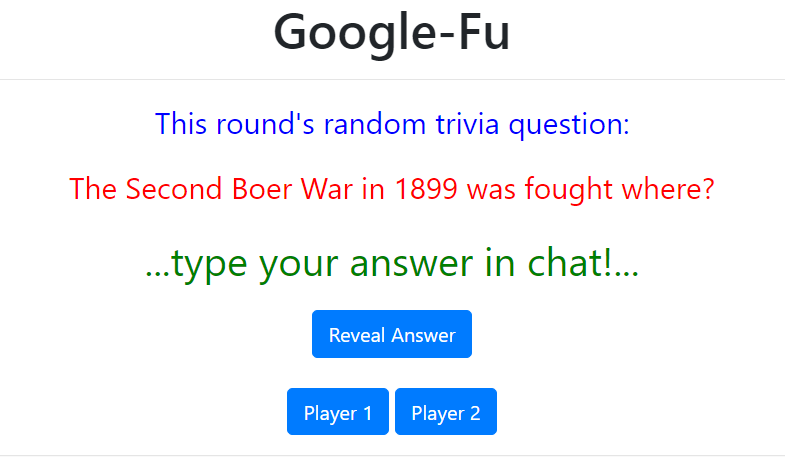 Google-Fu
This round's random trivia question:
The Second Boer War in 1899 was fought where?
...type your answer in chat!...
Reveal Answer
Player 1 Player 2